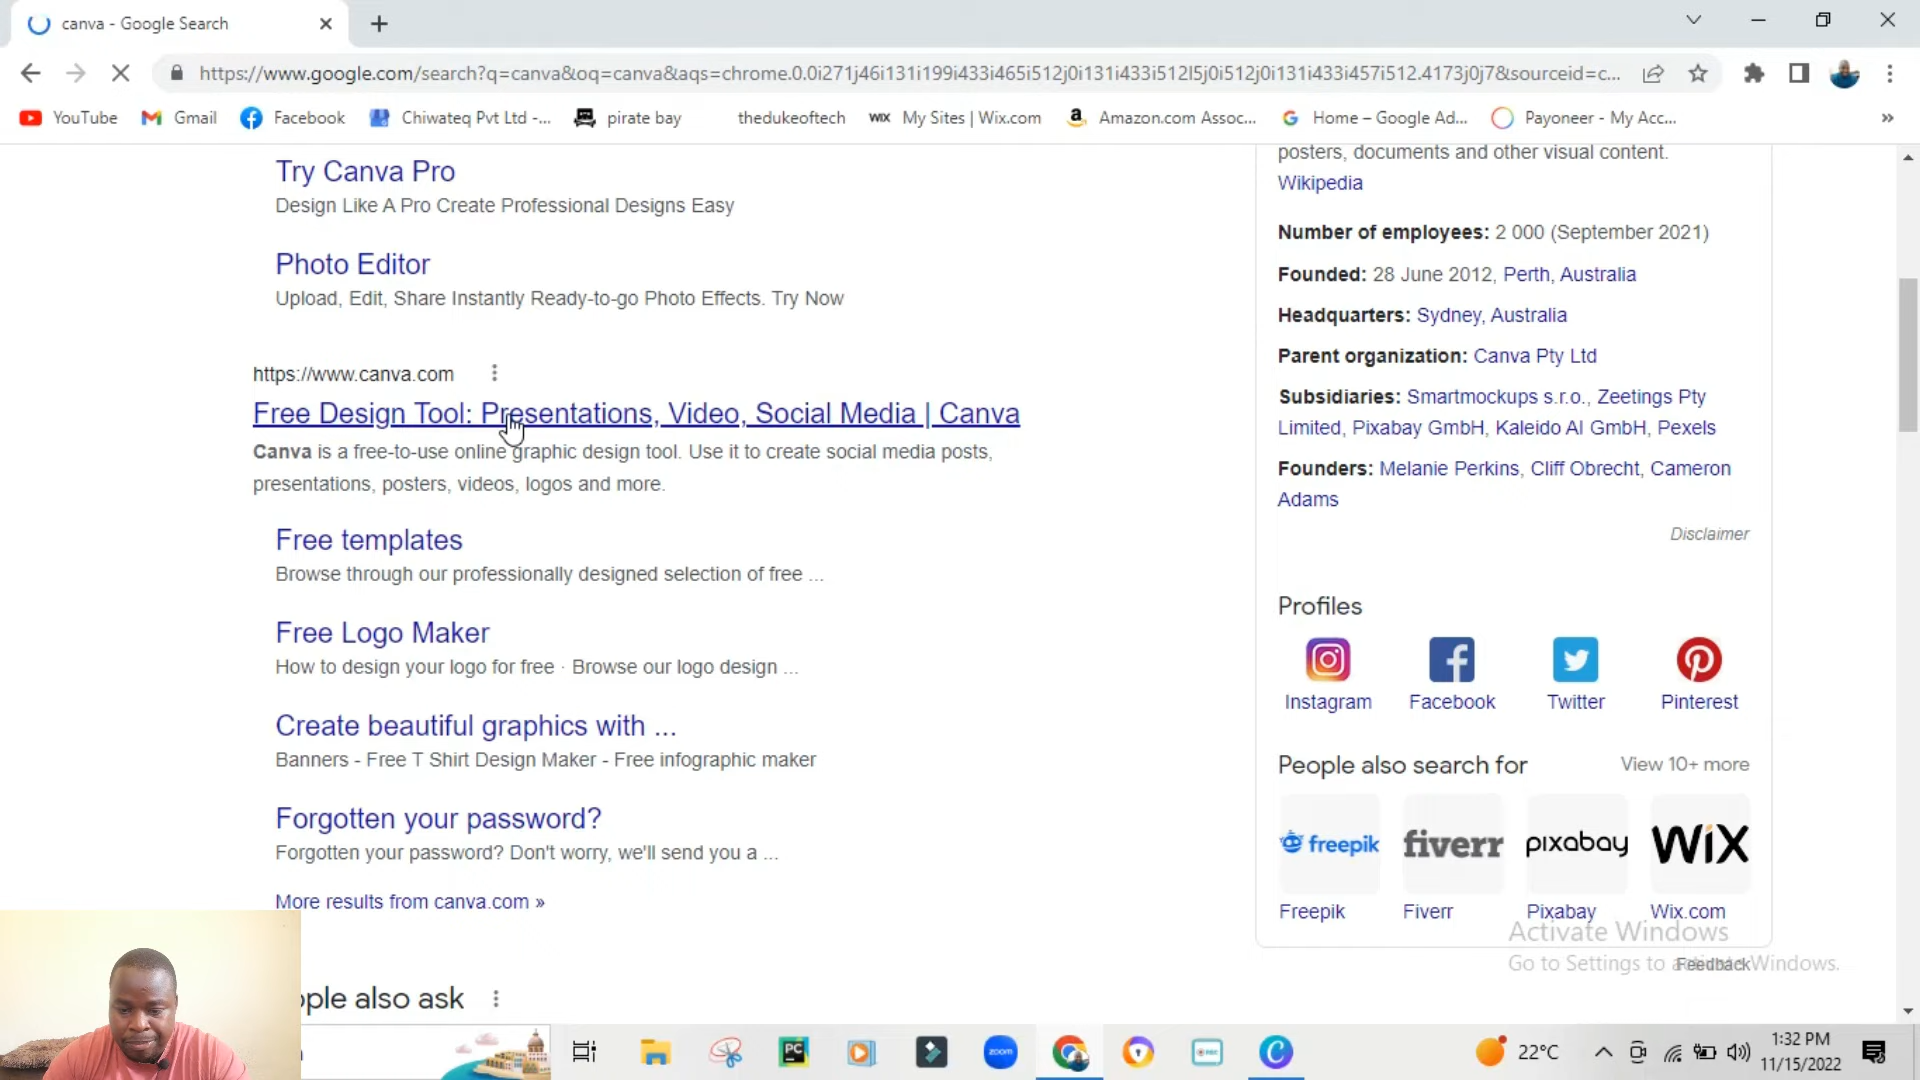 canva - Google Search
https://www.google.com/search?q=canva&oq=canva&aqs=chrome.0.0i271j46i131i199i433i465i512j0i131i433i512l5j0i512j0i131i433i457i512.4173j0j7&sourceid=c...
YouTube
Gmail
Facebook
Chiwateq Pvt Ltd -...
pirate bay
thedukeoftech
WIX My Sites | Wix.com
Amazon.com Assoc...
Home – Google Ad...
Payoneer - My Acc...
»
Try Canva Pro
Design Like A Pro Create Professional Designs Easy
Photo Editor
Upload, Edit, Share Instantly Ready-to-go Photo Effects. Try Now
https://www.canva.com
Free Design Tool: Presentations, Video, Social Media | Canva
Canva is a free-to-use online graphic design tool. Use it to create social media posts,
presentations, posters, videos, logos and more.
Free templates
Browse through our professionally designed selection of free ...
Free Logo Maker
How to design your logo for free · Browse our logo design ...
Create beautiful graphics with ...
Banners - Free T Shirt Design Maker - Free infographic maker
Forgotten your password?
Forgotten your password? Don't worry, we'll send you a ...
More results from canva.com »
ople also ask
posters, documents and other visual content.
Wikipedia
Number of employees: 2 000 (September 2021)
Founded: 28 June 2012, Perth, Australia
Headquarters: Sydney, Australia
Parent organization: Canva Pty Ltd
Subsidiaries: Smartmockups s.r.o., Zeetings Pty
Limited, Pixabay GmbH, Kaleido AI GmbH, Pexels
Founders: Melanie Perkins, Cliff Obrecht, Cameron
Adams
Disclaimer
Profiles
Instagram
Facebook
Twitter
Pinterest
People also search for
View 10+ more
freepik
fiverr
pixabay
WiX
Freepik
Fiverr
Pixabay
Wix.com
Activate Windows
Go to Settings to activate Windows.
Feedback
PC
zoom
REC
22°C
1:32 PM
11/15/2022